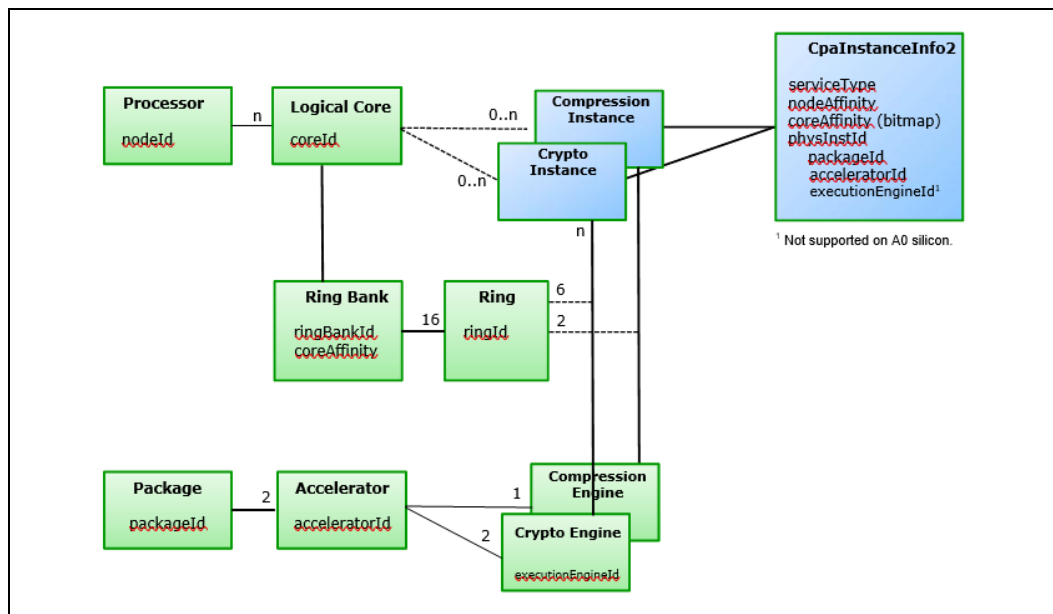 CpaInstanceInfo2
serviceType
nodeAffinity
coreAffinity (bitmap)
physInstId
packageId
acceleratorId
executionEngineId¹
¹ Not supported on A0 silicon.
Processor
nodeId
n
Logical Core
coreId
0..n
0..n
Compression
Instance
Crypto
Instance
n
Ring Bank
ringBankId
coreAffinity
16
Ring
ringId
6
2
Package
packageId
2
Accelerator
acceleratorId
1
2
Compression
Engine
Crypto Engine
executionEngineId